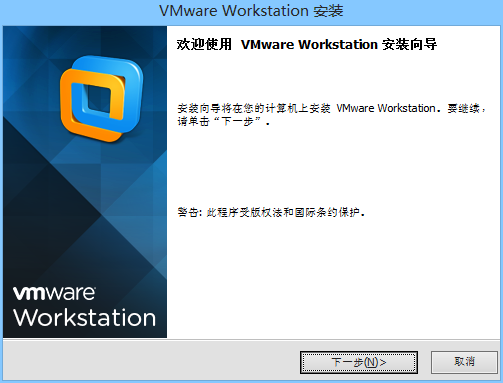 VMware Workstation 安装
欢迎使用 VMware Workstation 安装向导
安装向导将在您的计算机上安装 VMware Workstation。要继续，
请单击“下一步”。
警告: 此程序受版权法和国际条约保护。
vmware
Workstation
下一步(N)>
取消